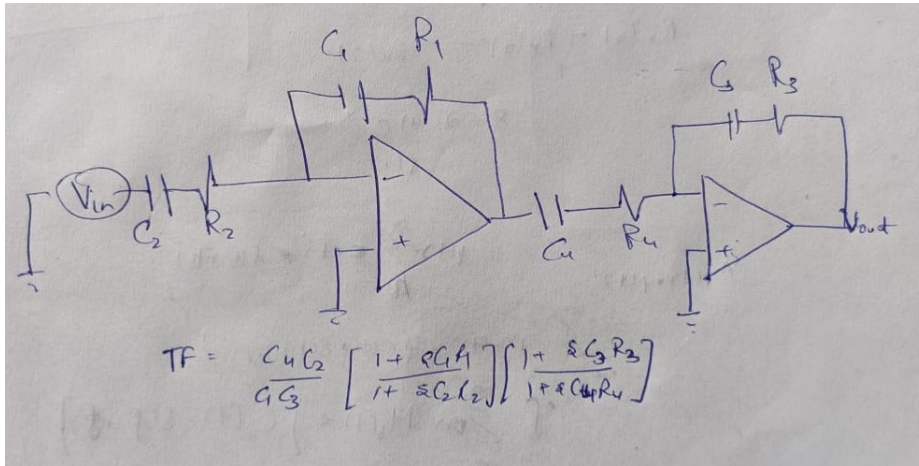 C₁ R₁
C₃ R₃
Vin
C₂ R₂
-
+
C₄ R₄
-
+
Vout
TF = C₄C₂ / C₁C₃ [ 1 + sC₁R₁ / 1 + sC₂R₂ ] [ 1 + sC₃R₃ / 1 + sC₄R₄ ]